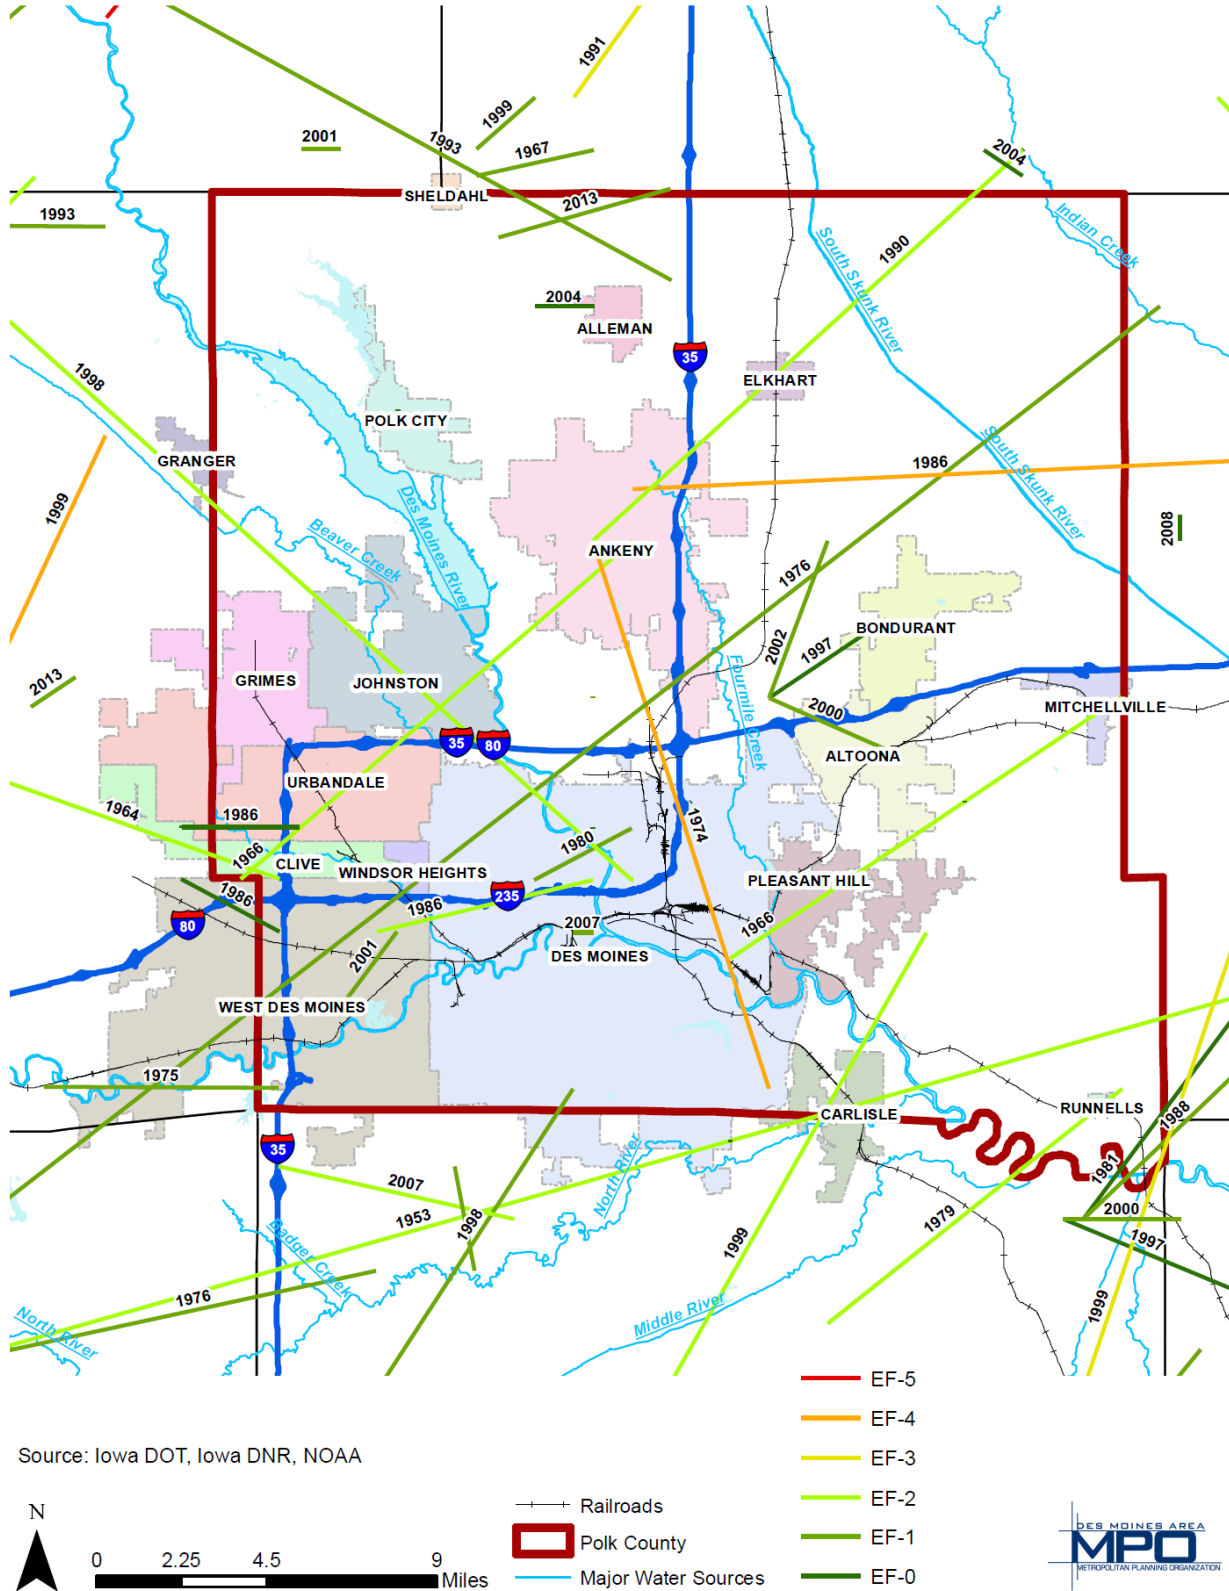 1991
1999
1993
2001
1967
2004
SHELDAHL
2013
1993
Indian Creek
1990
South Skunk River
2004
ALLEMAN
35
1998
ELKHART
POLK CITY
GRANGER
South Skunk River
1986
1999
Des Moines River
Beaver Creek
2008
ANKENY
1976
BONDURANT
2002
1997
Fourmile Creek
GRIMES
JOHNSTON
2013
2000
MITCHELLVILLE
35
80
ALTOONA
URBANDALE
1964
1986
1974
1980
1966
CLIVE
WINDSOR HEIGHTS
PLEASANT HILL
1986
1986
235
80
2007
1966
2001
DES MOINES
WEST DES MOINES
1975
CARLISLE
RUNNELLS
1988
35
1981
2007
North River
1953
1998
2000
1979
1999
1997
Badger Creek
1976
1999
North River
Middle River
EF-5
EF-4
Source: Iowa DOT, Iowa DNR, NOAA
EF-3
EF-2
N
Railroads
EF-1
Polk County
0 2.25 4.5 9
Miles
Major Water Sources
EF-0
DES MOINES AREA
MPO
METROPOLITAN PLANNING ORGANIZATION